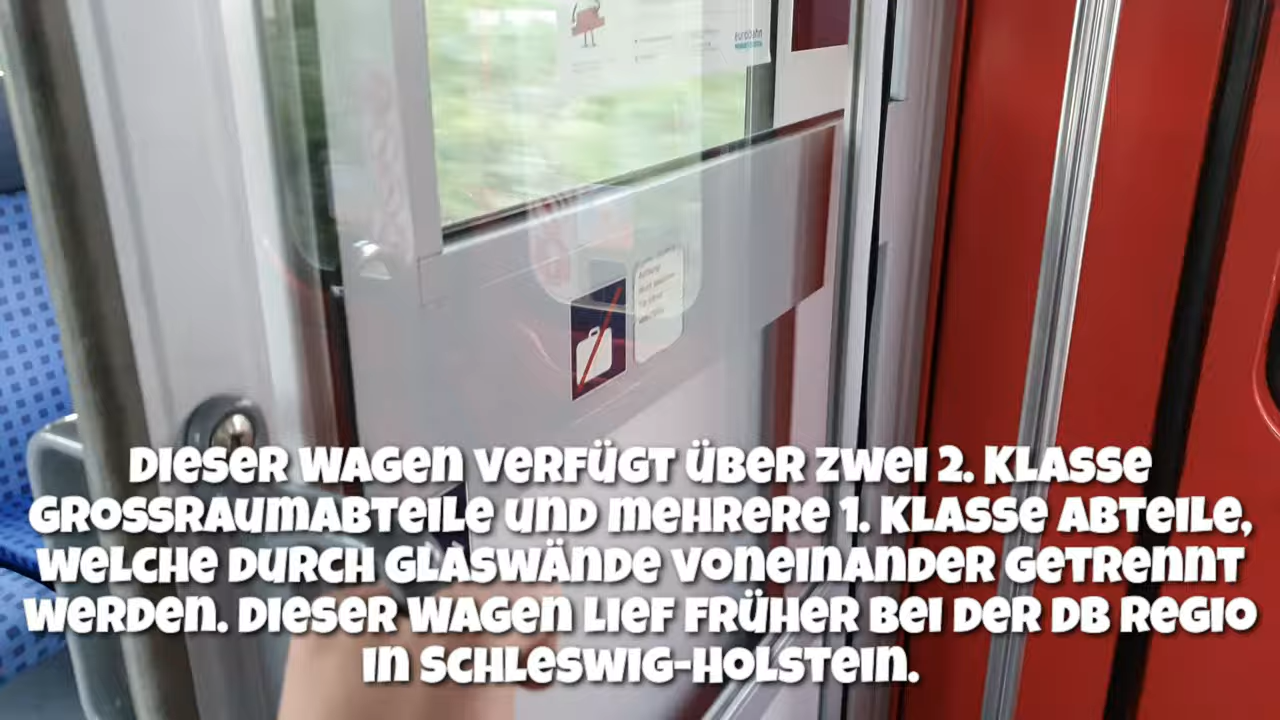 eurobahn
Dieser Wagen verfügt über zwei 2. Klasse
Grossraumabteile und mehrere 1. Klasse Abteile,
welche durch Glaswände voneinander getrennt
werden. Dieser Wagen lief früher bei der DB Regio
in Schleswig-Holstein.